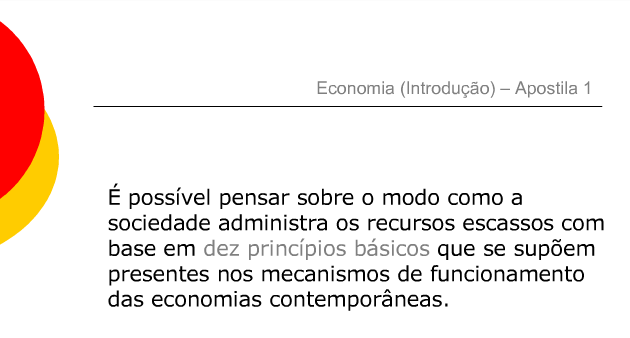 Economia (Introdução) – Apostila 1
É possível pensar sobre o modo como a
sociedade administra os recursos escassos com
base em dez princípios básicos que se supõem
presentes nos mecanismos de funcionamento
das economias contemporâneas.